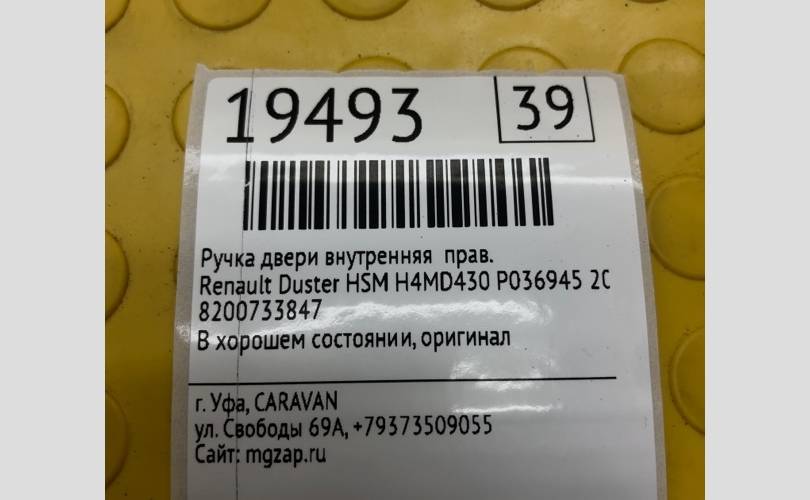 19493 39
Ручка двери внутренняя прав.
Renault Duster HSM H4MD430 P036945 2
8200733847
В хорошем состоянии, оригинал
г. Уфа, CARAVAN
ул. Свободы 69А, +79373509055
Сайт: mgzap.ru